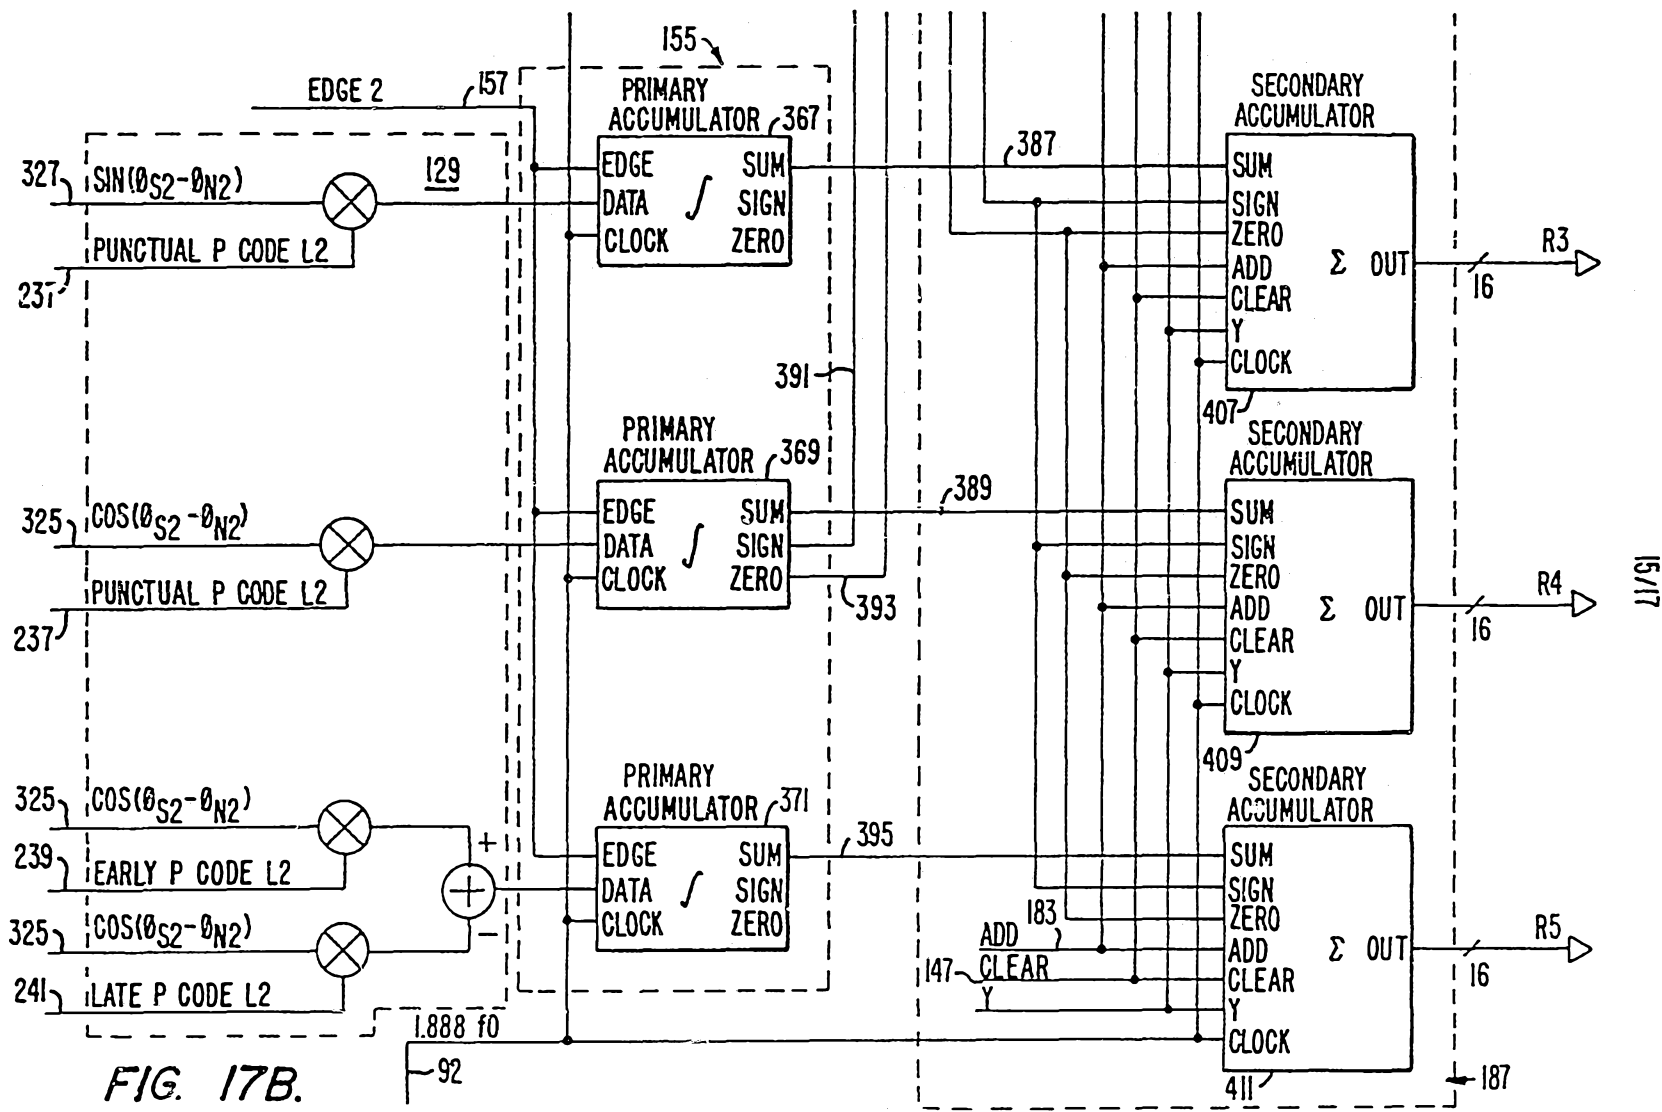 155
EDGE 2
157
PRIMARY
ACCUMULATOR
367
SECONDARY
ACCUMULATOR
327
SIN(ØS2-ØN2)
129
PUNCTUAL P CODE L2
237
EDGE
DATA
CLOCK
∫
SUM
SIGN
ZERO
387
SUM
SIGN
ZERO
ADD
CLEAR
Y
CLOCK
Σ OUT
R3
16
407
391
PRIMARY
ACCUMULATOR
369
SECONDARY
ACCUMULATOR
325
COS(ØS2-ØN2)
PUNCTUAL P CODE L2
237
EDGE
DATA
CLOCK
∫
SUM
SIGN
ZERO
389
393
SUM
SIGN
ZERO
ADD
CLEAR
Y
CLOCK
Σ OUT
R4
16
409
15/17
PRIMARY
ACCUMULATOR
371
SECONDARY
ACCUMULATOR
325
COS(ØS2-ØN2)
239
EARLY P CODE L2
325
COS(ØS2-ØN2)
241
LATE P CODE L2
+
−
EDGE
DATA
CLOCK
∫
SUM
SIGN
ZERO
395
183
ADD
147
CLEAR
Y
SUM
SIGN
ZERO
ADD
CLEAR
Y
CLOCK
Σ OUT
R5
16
411
187
1.888 f0
92
FIG. 17B.